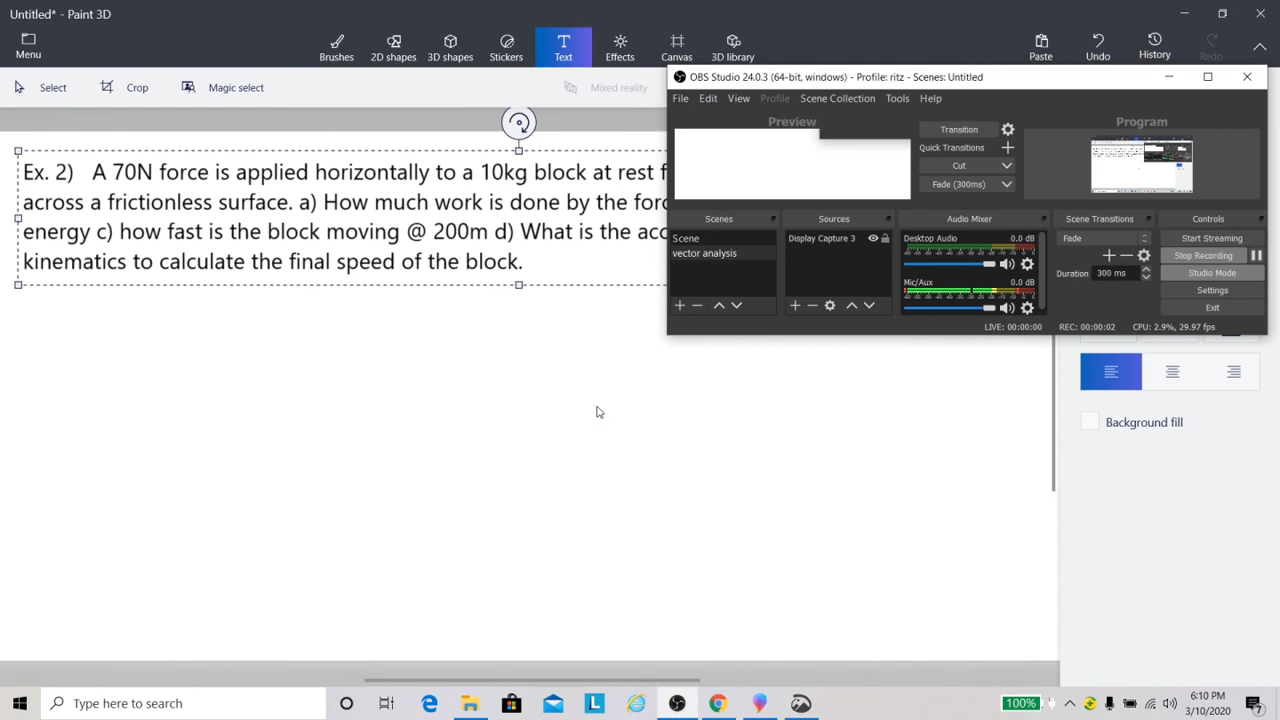 Untitled* - Paint 3D
Menu
Brushes
2D shapes
3D shapes
Stickers
Text
Effects
Canvas
3D library
Paste
Undo
History
Redo
Select
Crop
Magic select
Mixed reality
Ex. 2) A 70N force is applied horizontally to a 10kg block at rest f
across a frictionless surface. a) How much work is done by the forc
energy c) how fast is the block moving @ 200m d) What is the acc
kinematics to calculate the final speed of the block.
OBS Studio 24.0.3 (64-bit, windows) - Profile: ritz - Scenes: Untitled
File Edit View Profile Scene Collection Tools Help
Preview
Transition
Quick Transitions
Cut
Fade (300ms)
Program
Scenes
Scene
vector analysis
Sources
Display Capture 3
Audio Mixer
Desktop Audio 0.0 dB
Mic/Aux 0.0 dB
Scene Transitions
Fade
Duration 300 ms
Controls
Start Streaming
Stop Recording
Studio Mode
Settings
Exit
LIVE: 00:00:00 REC: 00:00:02 CPU: 2.9%, 29.97 fps
Background fill
Type here to search
100%
6:10 PM
3/10/2020
7